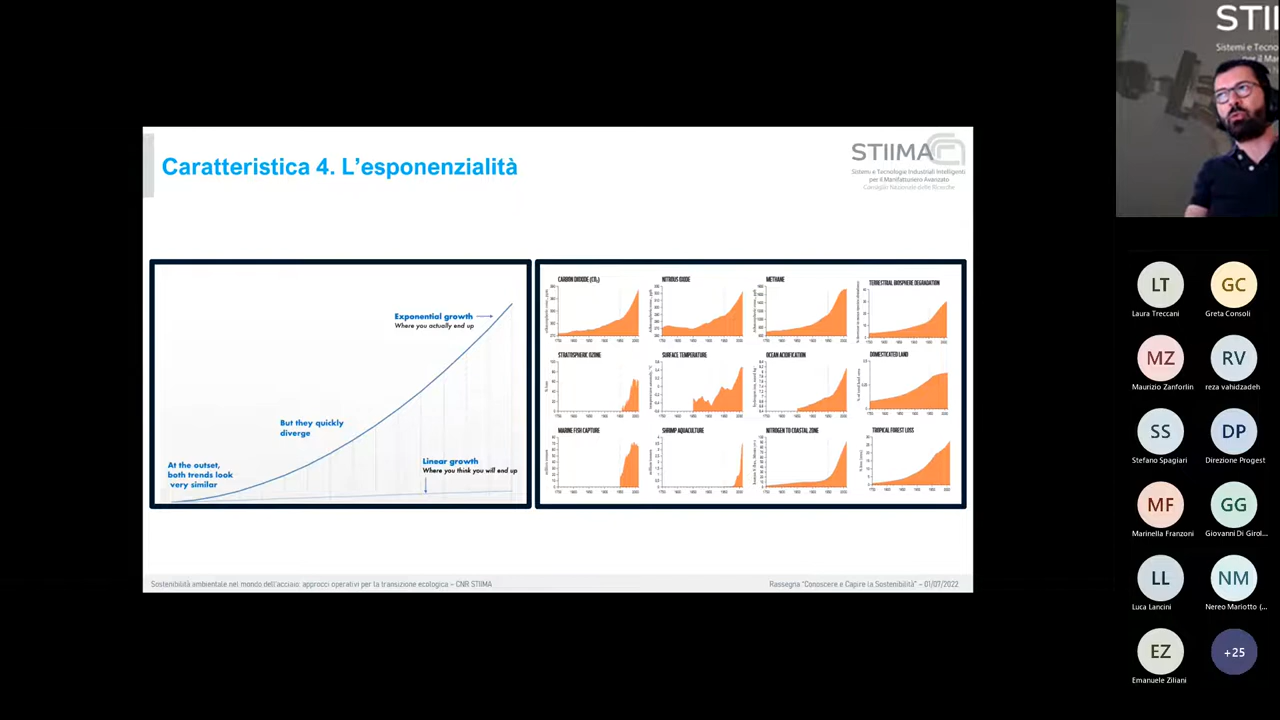 STII
Sistemi e Tecno
per il Ma
Caratteristica 4. L'esponenzialità
STIIMA
Sistemi e Tecnologie Industriali Intelligenti
per il Manifatturiero Avanzato
Consiglio Nazionale delle Ricerche
Exponential growth
Where you actually end up
But they quickly
diverge
At the outset,
both trends look
very similar
Linear growth
Where you think you will end up
CARBON DIOXIDE (CO₂)
NITROUS OXIDE
METHANE
TERRESTRIAL BIOSPHERE DEGRADATION
STRATOSPHERIC OZONE
SURFACE TEMPERATURE
OCEAN ACIDIFICATION
DOMESTICATED LAND
MARINE FISH CAPTURE
SHRIMP AQUACULTURE
NITROGEN TO COASTAL ZONE
TROPICAL FOREST LOSS
Sostenibilità ambientale nel mondo dell'acciaio: approcci operativi per la transizione ecologica – CNR STIIMA
Rassegna "Conoscere e Capire la Sostenibilità" – 01/07/2022
LT
Laura Treccani
GC
Greta Consoli
MZ
Maurizio Zanforlin
RV
reza vahidzadeh
SS
Stefano Spagiari
DP
Direzione Progest
MF
Marinella Franzoni
GG
Giovanni Di Girol...
LL
Luca Lancini
NM
Nereo Mariotto (...
EZ
Emanuele Ziliani
+25